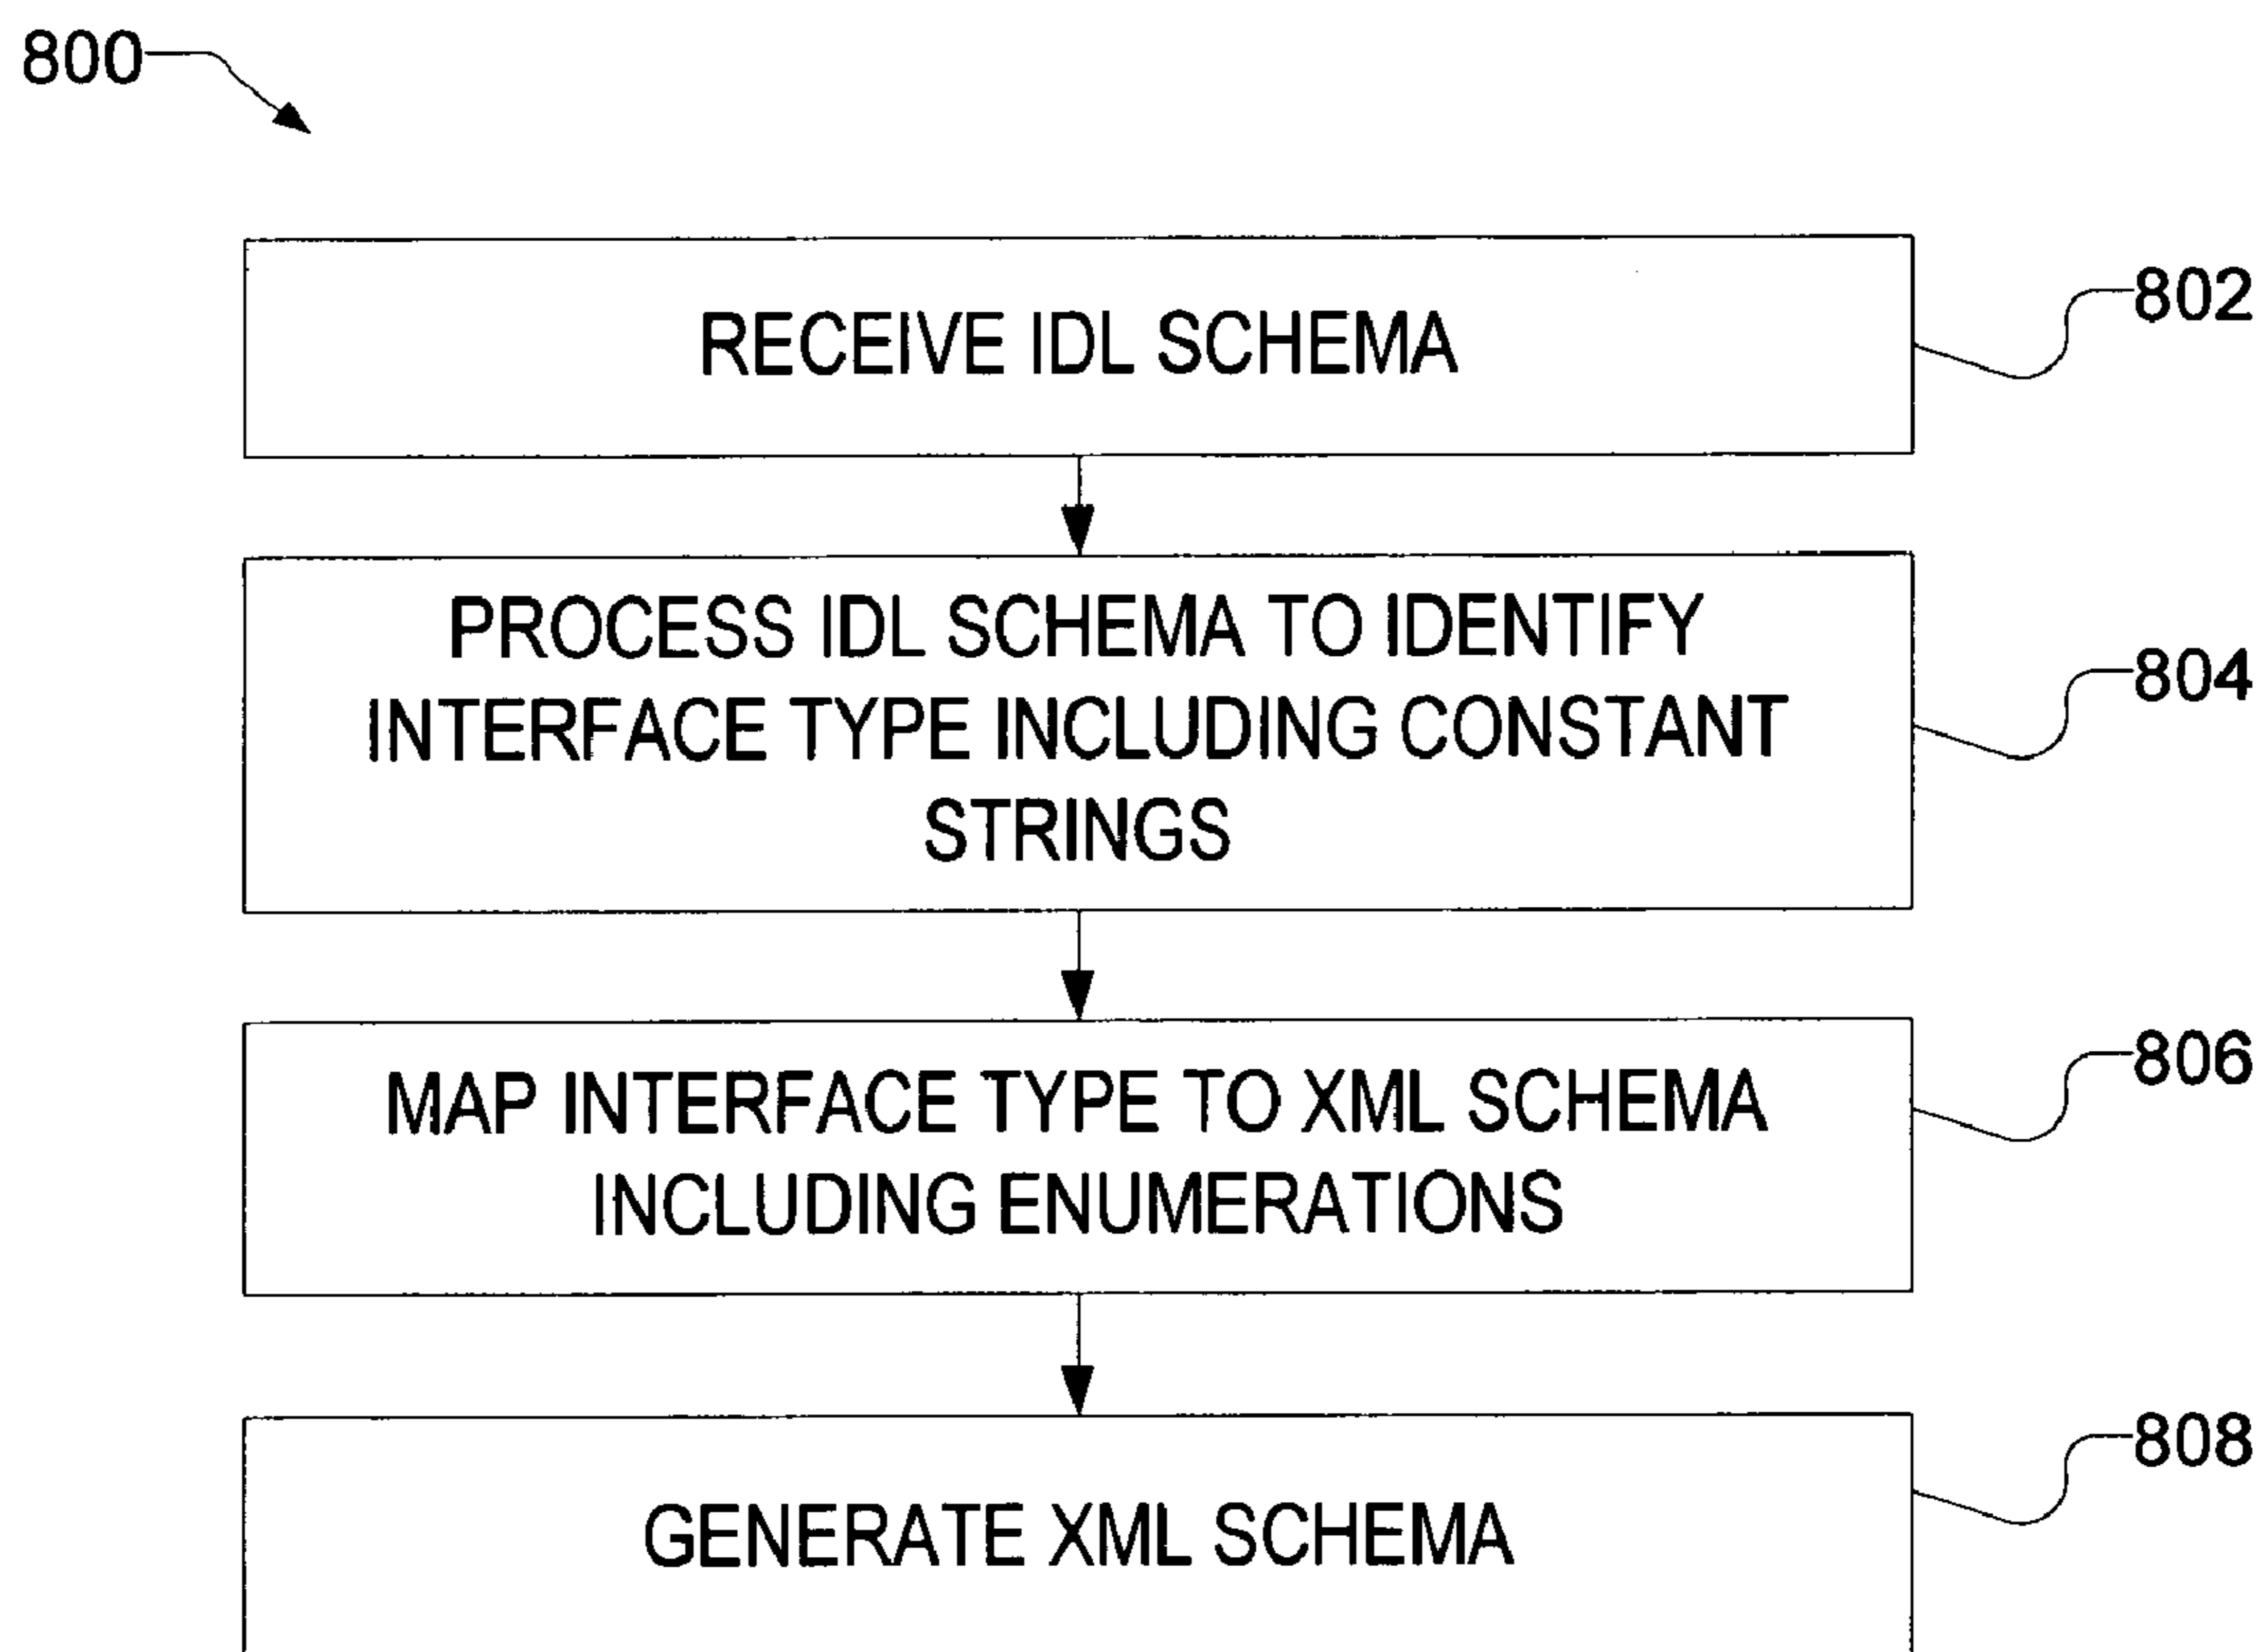 800
RECEIVE IDL SCHEMA
802
PROCESS IDL SCHEMA TO IDENTIFY
INTERFACE TYPE INCLUDING CONSTANT
STRINGS
804
MAP INTERFACE TYPE TO XML SCHEMA
INCLUDING ENUMERATIONS
806
GENERATE XML SCHEMA
808